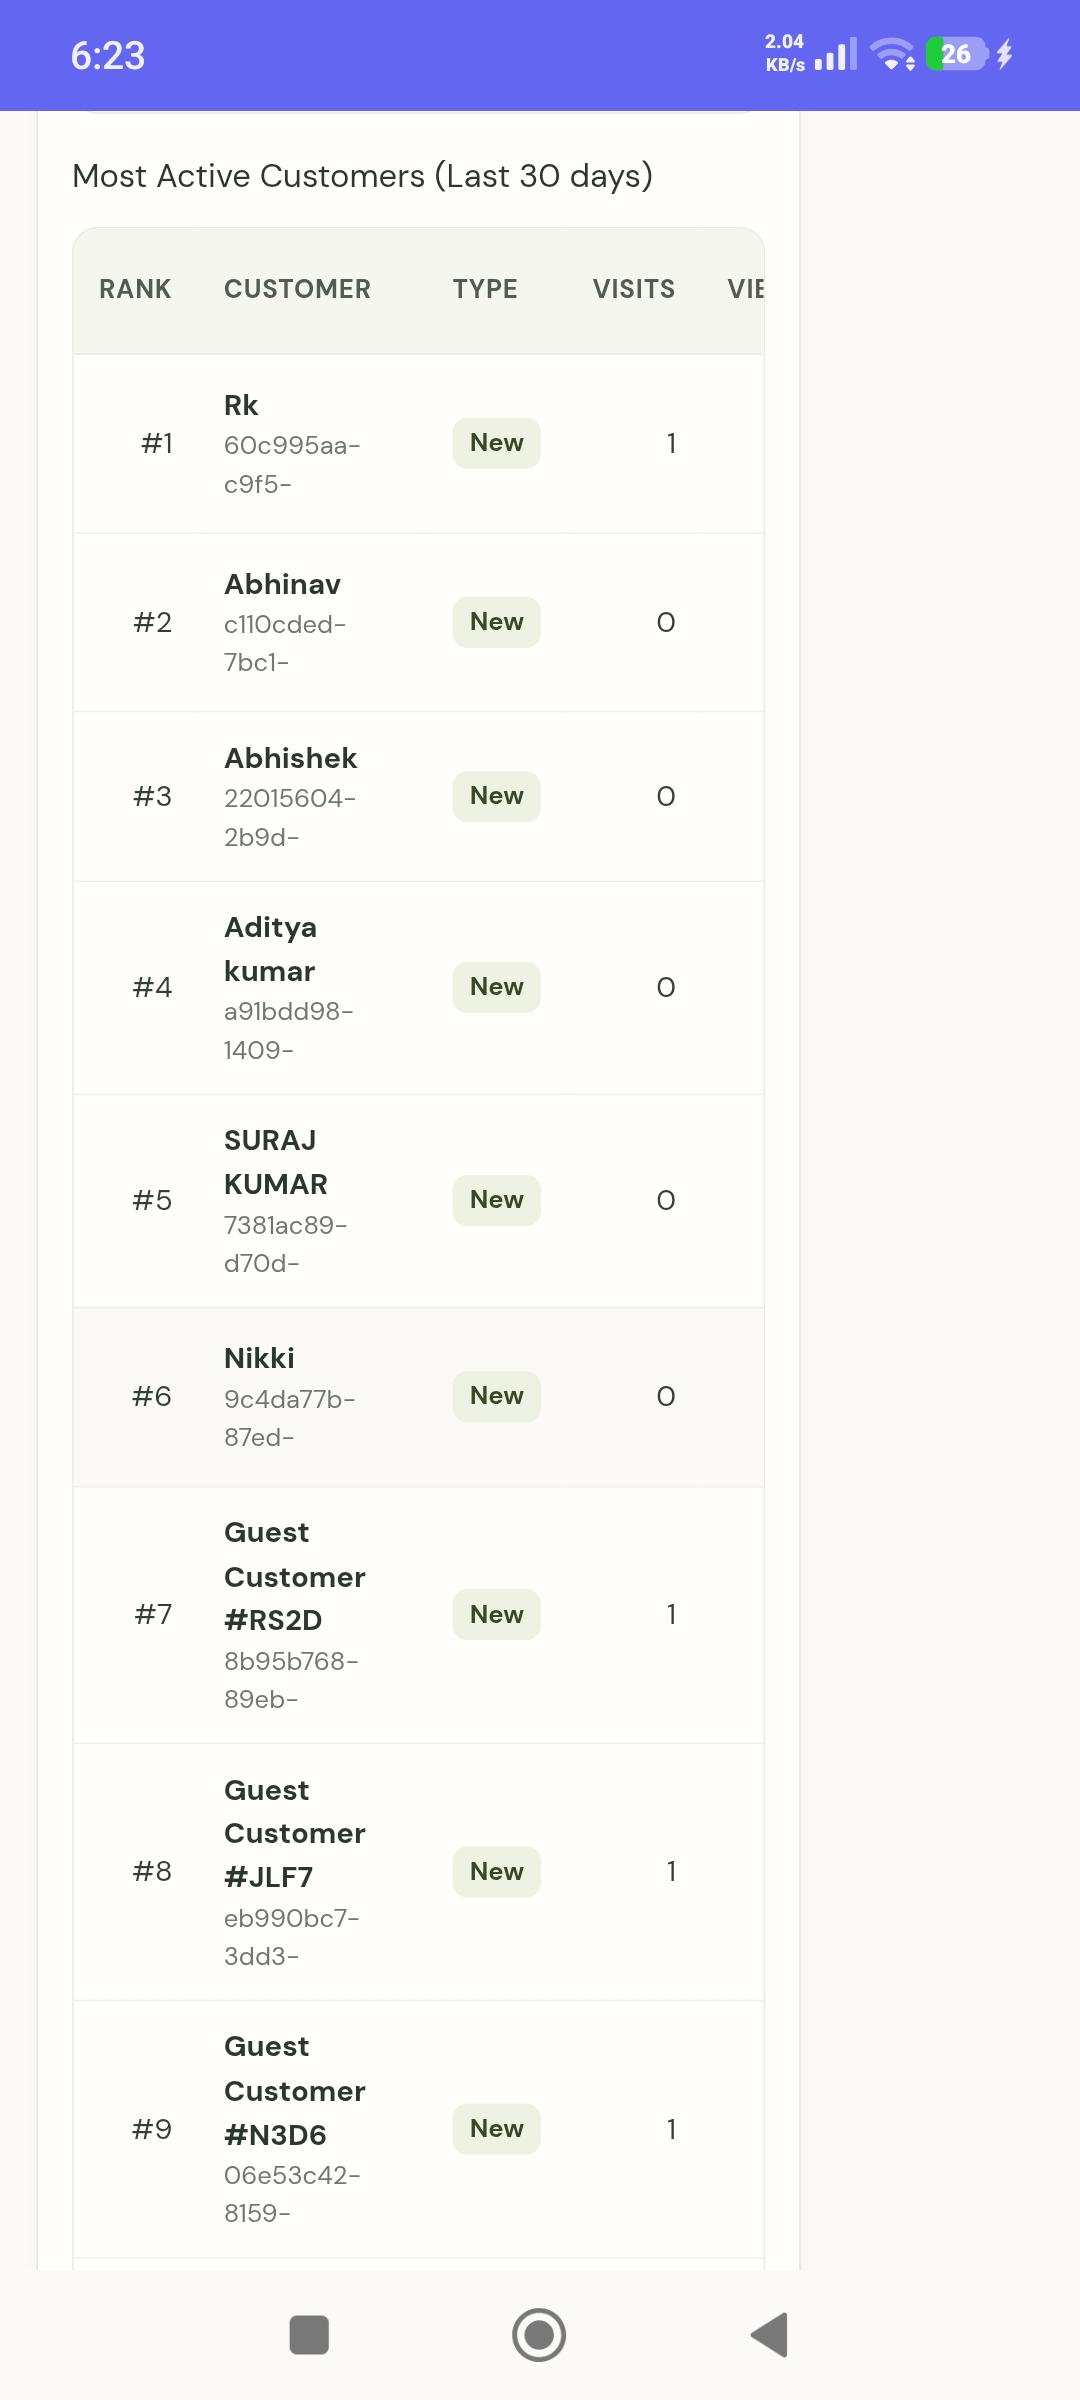 6:23
2.04
KB/s
26
Most Active Customers (Last 30 days)
RANK CUSTOMER TYPE VISITS VIE
Rk
60c995aa-
c9f5-
#1 New 1
Abhinav
c110cded-
7bc1-
#2 New 0
Abhishek
22015604-
2b9d-
#3 New 0
Aditya
kumar
a91bdd98-
1409-
#4 New 0
SURAJ
KUMAR
7381ac89-
d70d-
#5 New 0
Nikki
9c4da77b-
87ed-
#6 New 0
Guest
Customer
#RS2D
8b95b768-
89eb-
#7 New 1
Guest
Customer
#JLF7
eb990bc7-
3dd3-
#8 New 1
Guest
Customer
#N3D6
06e53c42-
8159-
#9 New 1